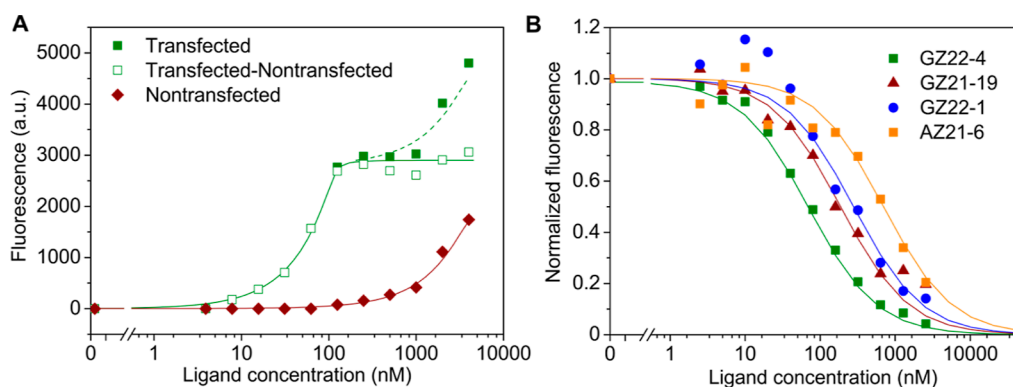 A
Transfected
Transfected-Nontransfected
Nontransfected
Fluorescence (a.u.)
5000
4000
3000
2000
1000
0
0 1 10 100 1000 10000
Ligand concentration (nM)
B
GZ22-4
GZ21-19
GZ22-1
AZ21-6
Normalized fluorescence
1.2
1.0
0.8
0.6
0.4
0.2
0
0 1 10 100 1000 10000
Ligand concentration (nM)